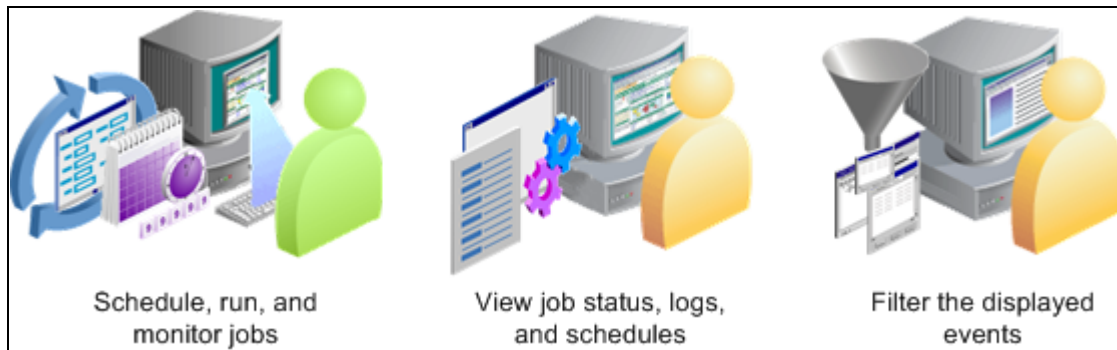 Schedule, run, and
monitor jobs
View job status, logs,
and schedules
Filter the displayed
events